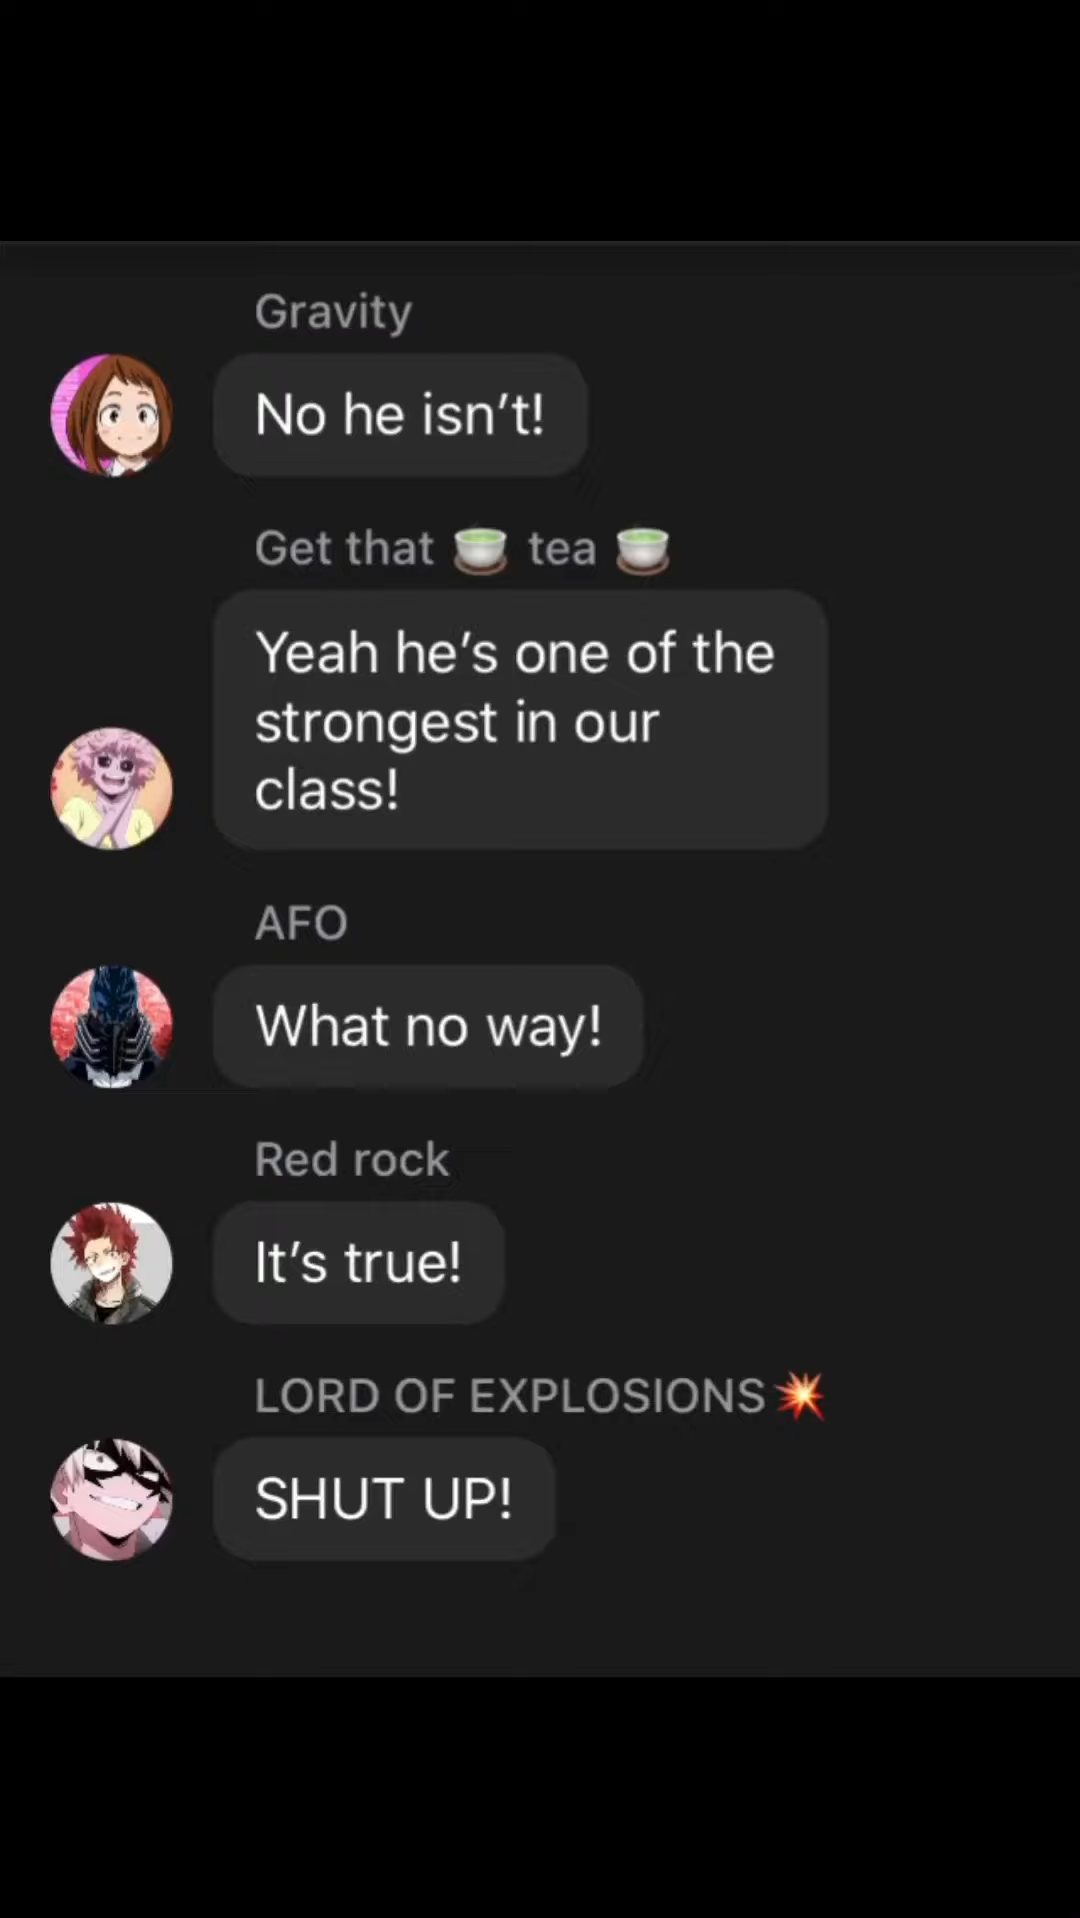 Gravity
No he isn’t!
Get that 🍵 tea 🍵
Yeah he’s one of the
strongest in our
class!
AFO
What no way!
Red rock
It’s true!
LORD OF EXPLOSIONS💥
SHUT UP!